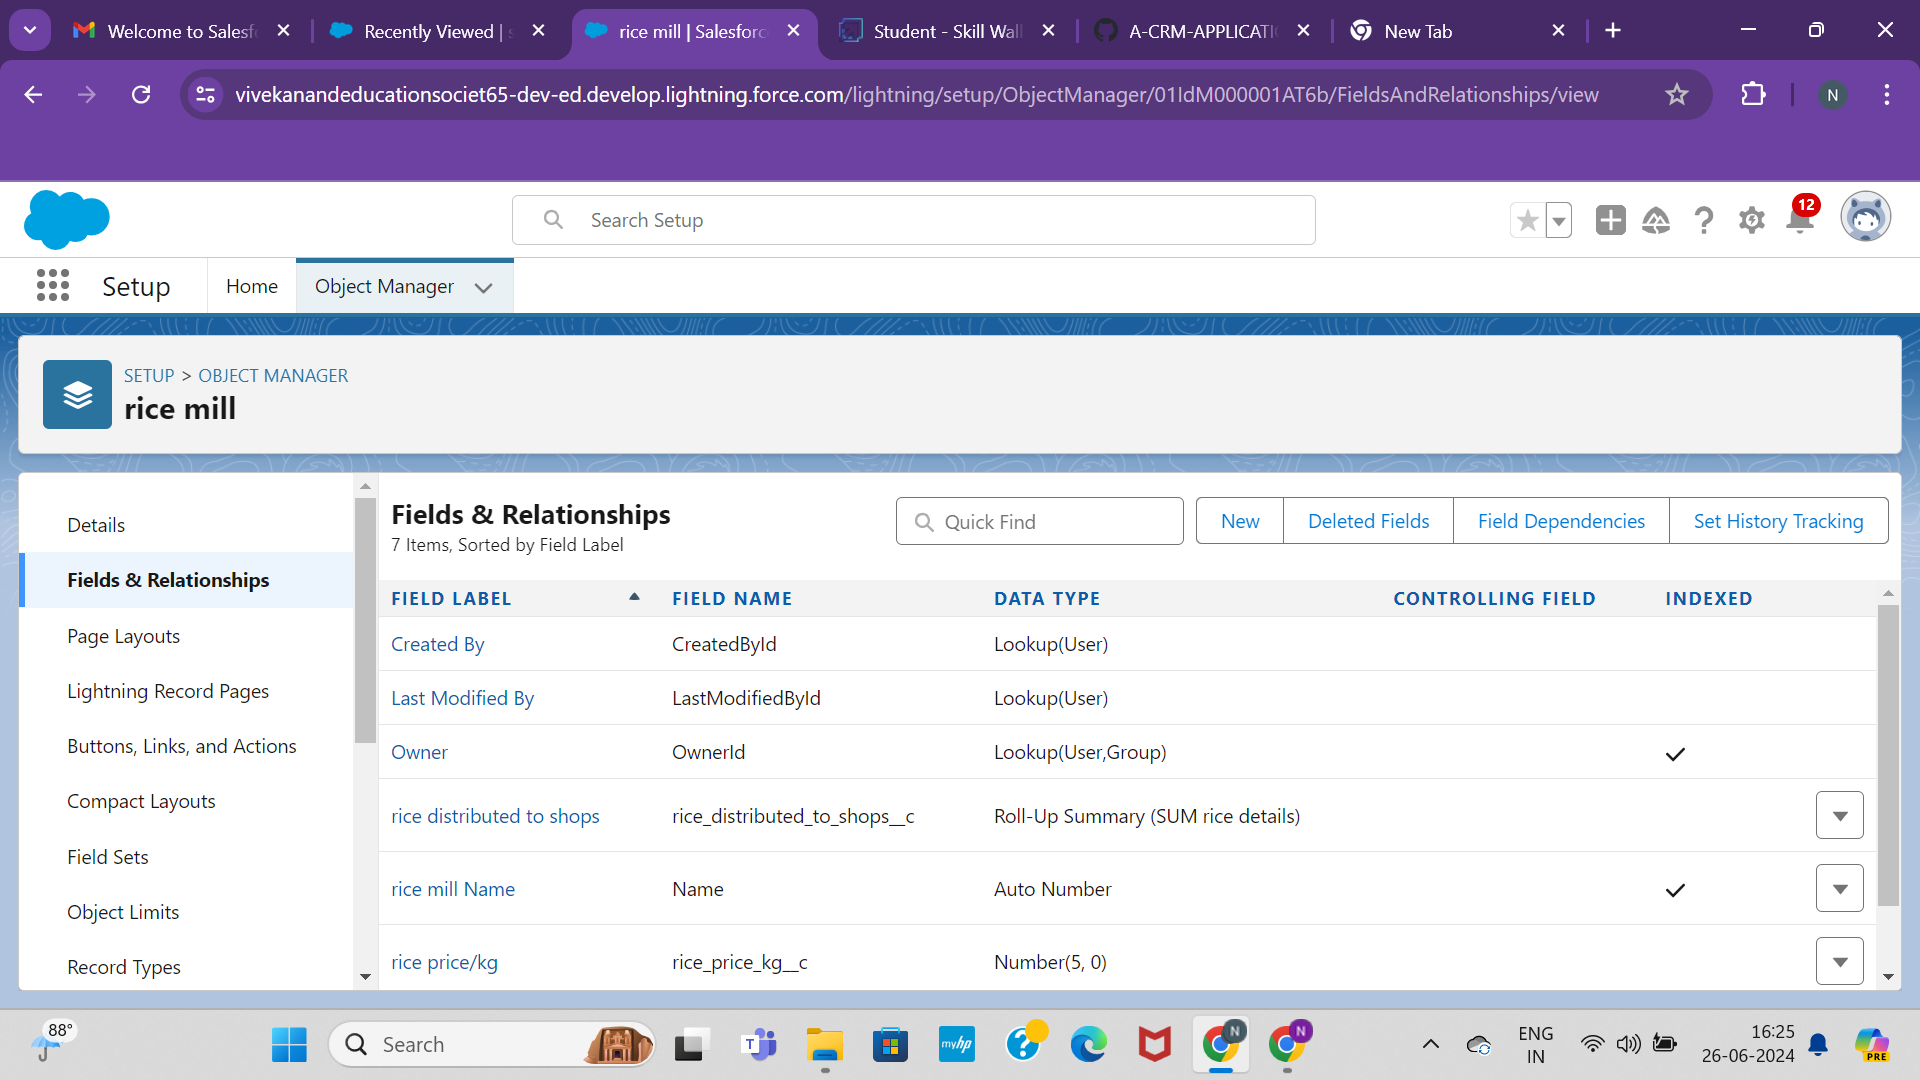 Welcome to Salesf
Recently Viewed | s
rice mill | Salesforc
Student - Skill Wall
A-CRM-APPLICATI
New Tab
vivekanandeducationsociet65-dev-ed.develop.lightning.force.com/lightning/setup/ObjectManager/01IdM000001AT6b/FieldsAndRelationships/view
N
Search Setup
12
Setup
Home
Object Manager
SETUP > OBJECT MANAGER
rice mill
Details
Fields & Relationships
Page Layouts
Lightning Record Pages
Buttons, Links, and Actions
Compact Layouts
Field Sets
Object Limits
Record Types
Fields & Relationships
7 Items, Sorted by Field Label
Quick Find
New
Deleted Fields
Field Dependencies
Set History Tracking
FIELD LABEL FIELD NAME DATA TYPE CONTROLLING FIELD INDEXED
Created By CreatedById Lookup(User)
Last Modified By LastModifiedById Lookup(User)
Owner OwnerId Lookup(User,Group)
rice distributed to shops rice_distributed_to_shops__c Roll-Up Summary (SUM rice details)
rice mill Name Name Auto Number
rice price/kg rice_price_kg__c Number(5, 0)
88°
Search
T
myhp
?
N
N
ENG
IN
16:25
26-06-2024
PRE